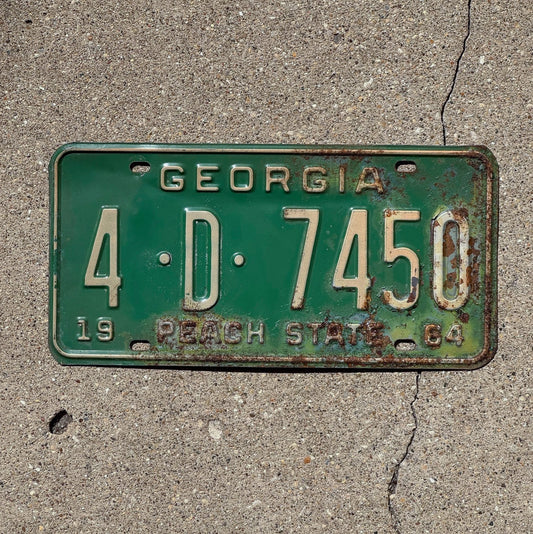 GEORGIA
4·D·7450
19 PEACH STATE 64